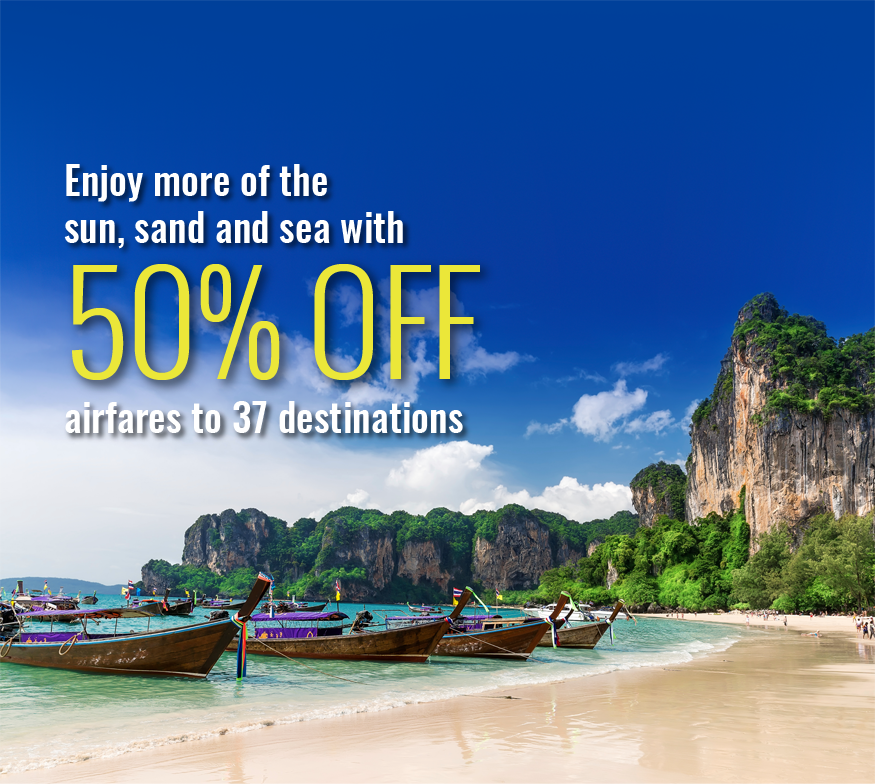 Enjoy more of the
sun, sand and sea with
50% OFF
airfares to 37 destinations